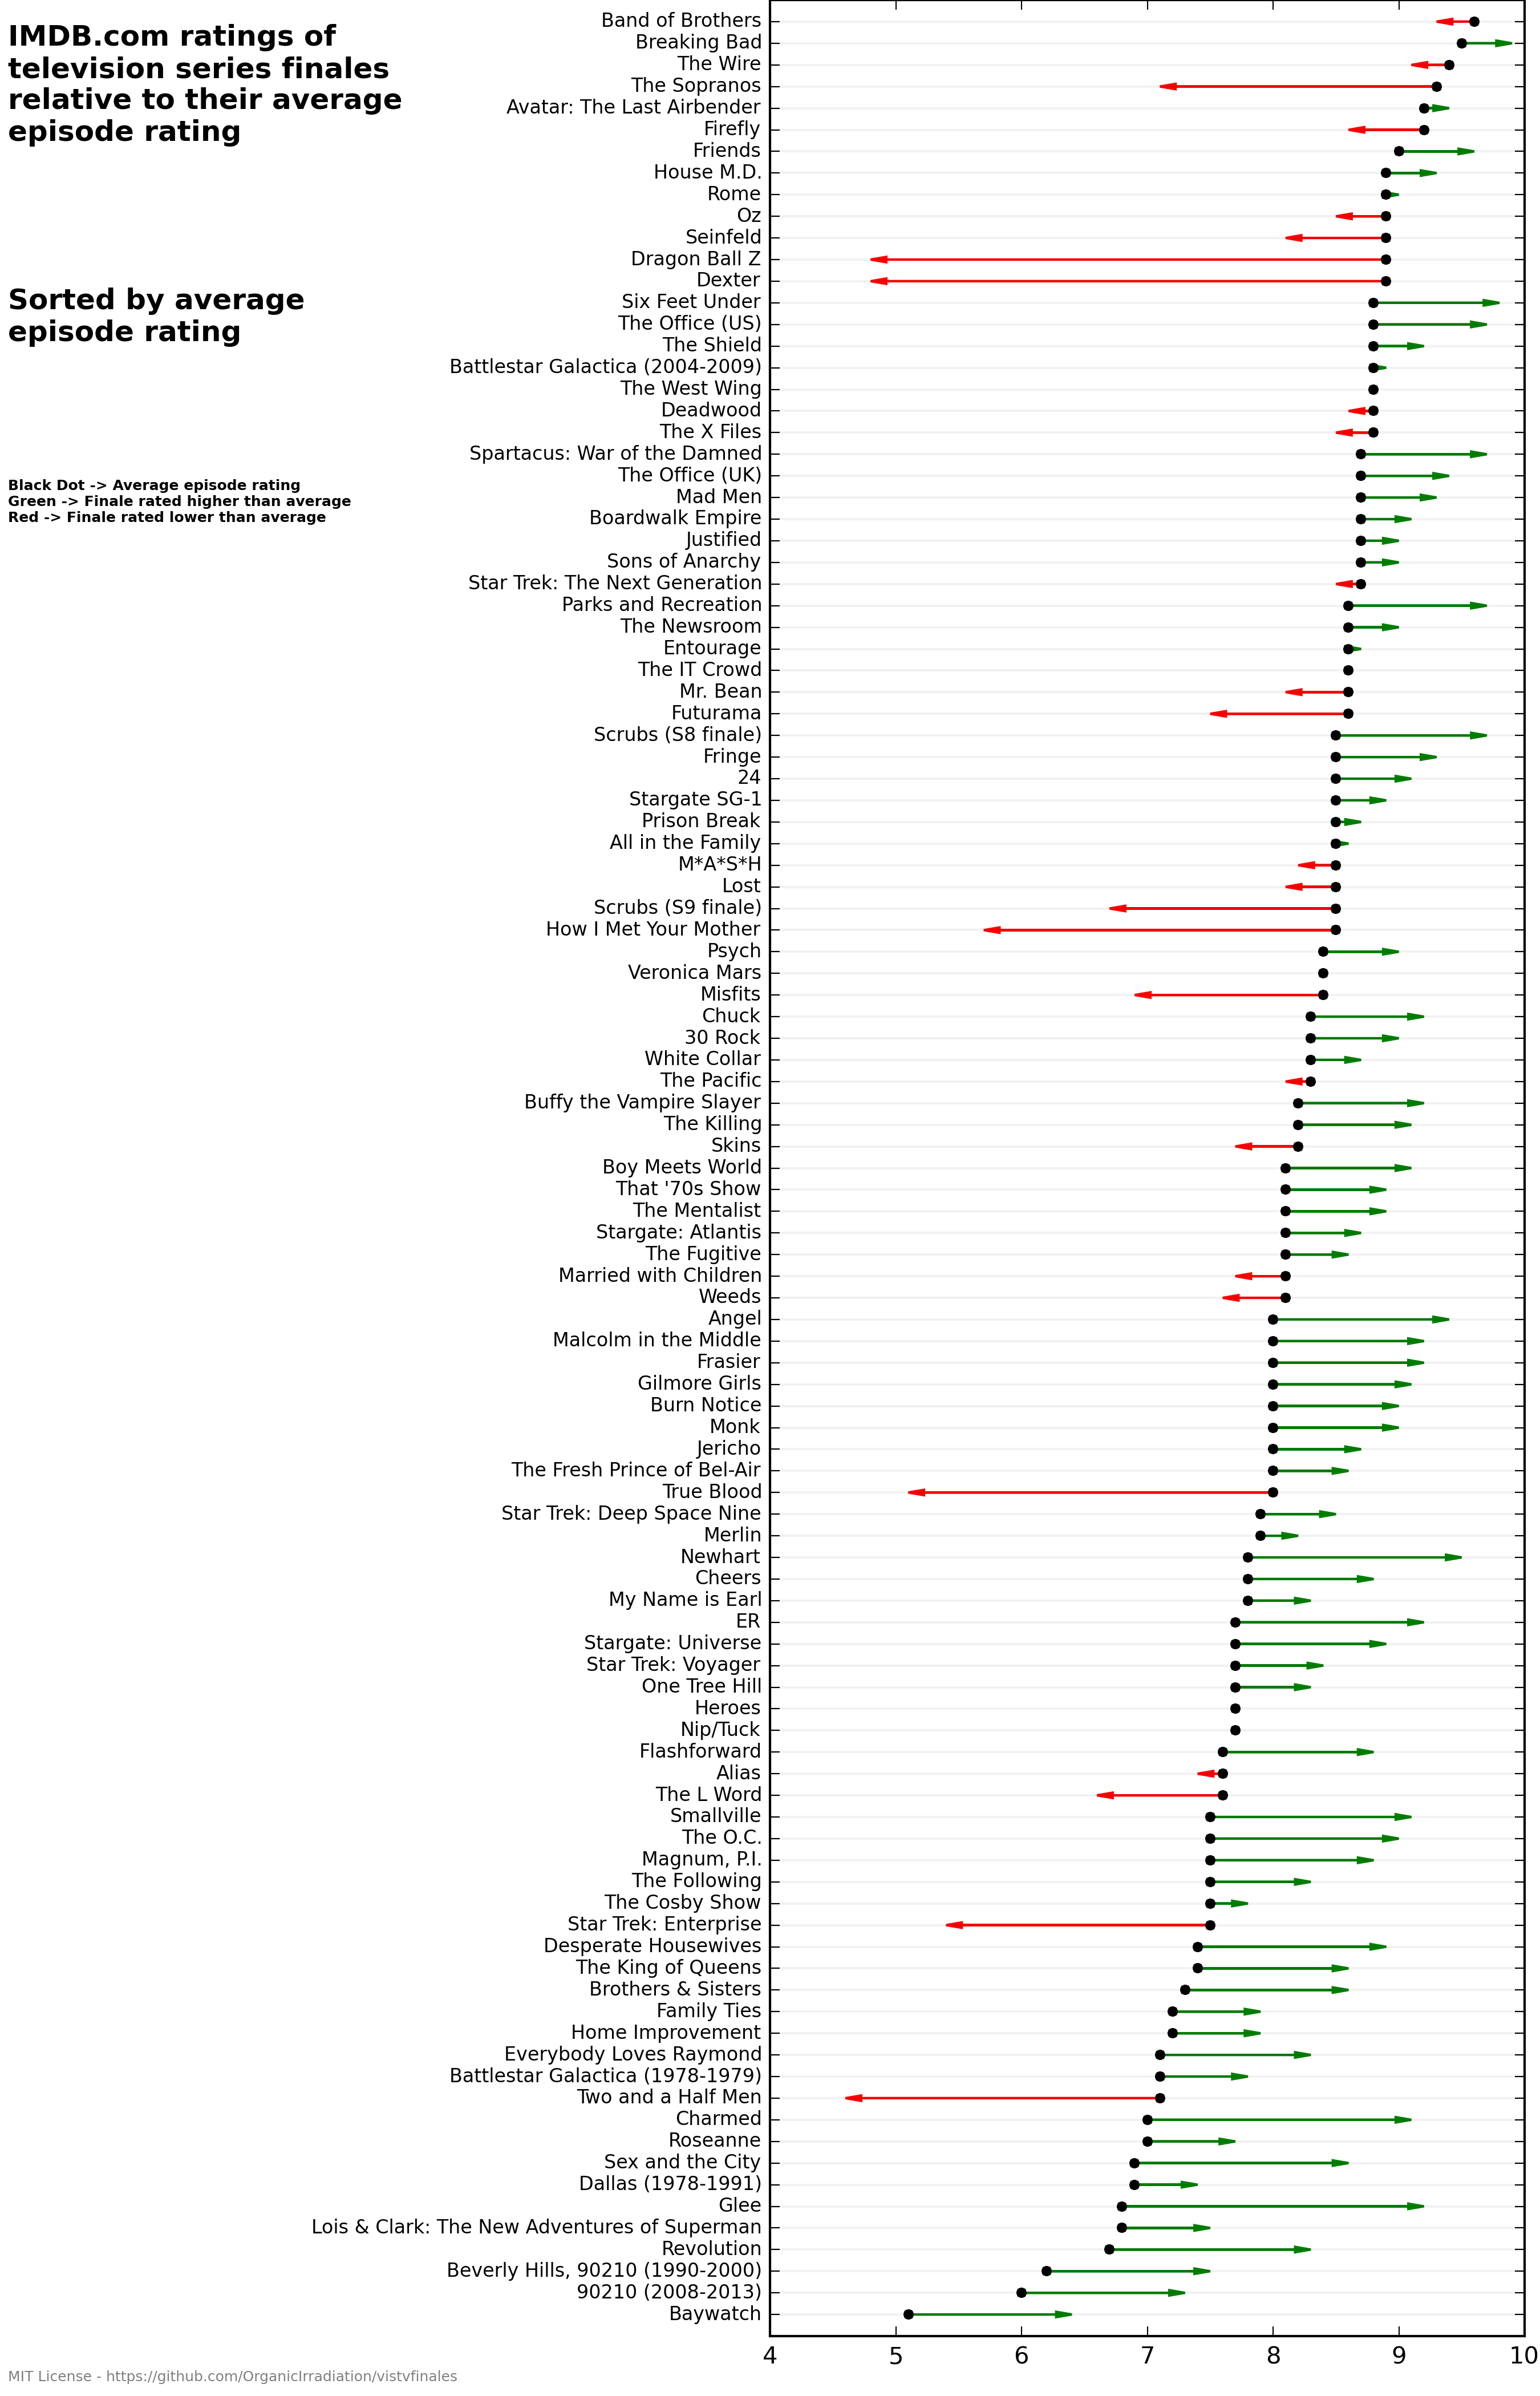 IMDB.com ratings of
television series finales
relative to their average
episode rating
Sorted by average
episode rating
Black Dot -> Average episode rating
Green -> Finale rated higher than average
Red -> Finale rated lower than average
Band of Brothers
Breaking Bad
The Wire
The Sopranos
Avatar: The Last Airbender
Firefly
Friends
House M.D.
Rome
Oz
Seinfeld
Dragon Ball Z
Dexter
Six Feet Under
The Office (US)
The Shield
Battlestar Galactica (2004-2009)
The West Wing
Deadwood
The X Files
Spartacus: War of the Damned
The Office (UK)
Mad Men
Boardwalk Empire
Justified
Sons of Anarchy
Star Trek: The Next Generation
Parks and Recreation
The Newsroom
Entourage
The IT Crowd
Mr. Bean
Futurama
Scrubs (S8 finale)
Fringe
24
Stargate SG-1
Prison Break
All in the Family
M*A*S*H
Lost
Scrubs (S9 finale)
How I Met Your Mother
Psych
Veronica Mars
Misfits
Chuck
30 Rock
White Collar
The Pacific
Buffy the Vampire Slayer
The Killing
Skins
Boy Meets World
That '70s Show
The Mentalist
Stargate: Atlantis
The Fugitive
Married with Children
Weeds
Angel
Malcolm in the Middle
Frasier
Gilmore Girls
Burn Notice
Monk
Jericho
The Fresh Prince of Bel-Air
True Blood
Star Trek: Deep Space Nine
Merlin
Newhart
Cheers
My Name is Earl
ER
Stargate: Universe
Star Trek: Voyager
One Tree Hill
Heroes
Nip/Tuck
Flashforward
Alias
The L Word
Smallville
The O.C.
Magnum, P.I.
The Following
The Cosby Show
Star Trek: Enterprise
Desperate Housewives
The King of Queens
Brothers & Sisters
Family Ties
Home Improvement
Everybody Loves Raymond
Battlestar Galactica (1978-1979)
Two and a Half Men
Charmed
Roseanne
Sex and the City
Dallas (1978-1991)
Glee
Lois & Clark: The New Adventures of Superman
Revolution
Beverly Hills, 90210 (1990-2000)
90210 (2008-2013)
Baywatch
4 5 6 7 8 9 10
MIT License - https://github.com/OrganicIrradiation/vistvfinales